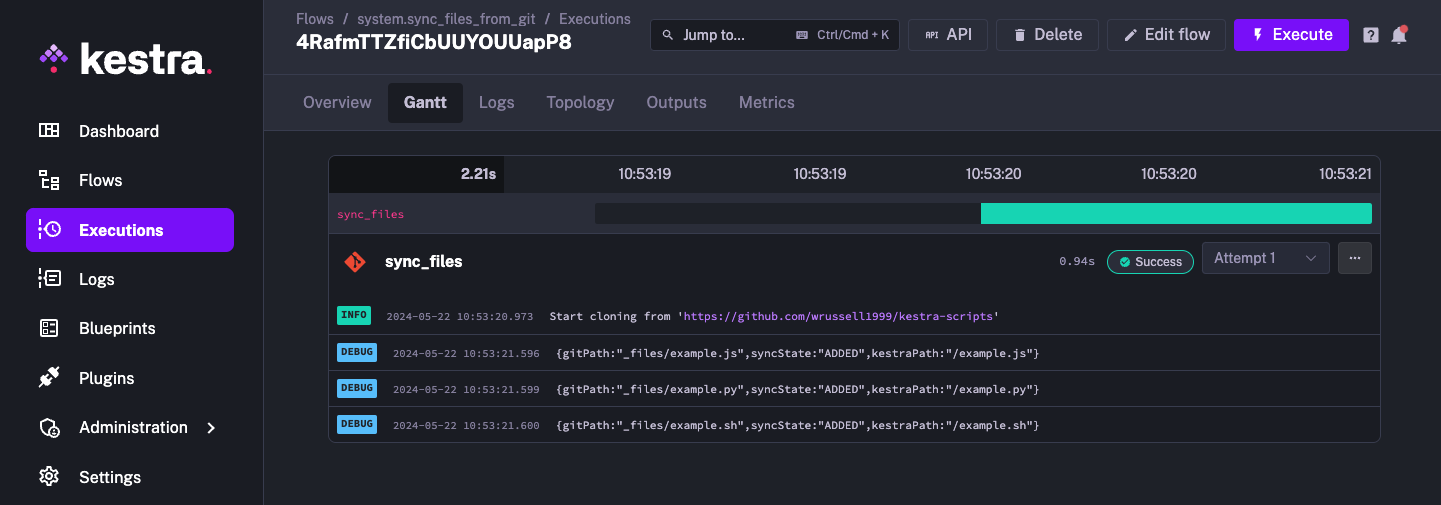 kestra.
Dashboard
Flows
Executions
Logs
Blueprints
Plugins
Administration
Settings
Flows / system.sync_files_from_git / Executions
4RafmTTZfiCbUUYOUUapP8
Jump to... Ctrl/Cmd + K
API API
Delete
Edit flow
Execute
?
Overview Gantt Logs Topology Outputs Metrics
2.21s 10:53:19 10:53:19 10:53:20 10:53:20 10:53:21
sync_files
sync_files 0.94s Success Attempt 1 ...
INFO 2024-05-22 10:53:20.973 Start cloning from 'https://github.com/wrussell1999/kestra-scripts'
DEBUG 2024-05-22 10:53:21.596 {gitPath:"_files/example.js",syncState:"ADDED",kestraPath:"/example.js"}
DEBUG 2024-05-22 10:53:21.599 {gitPath:"_files/example.py",syncState:"ADDED",kestraPath:"/example.py"}
DEBUG 2024-05-22 10:53:21.600 {gitPath:"_files/example.sh",syncState:"ADDED",kestraPath:"/example.sh"}